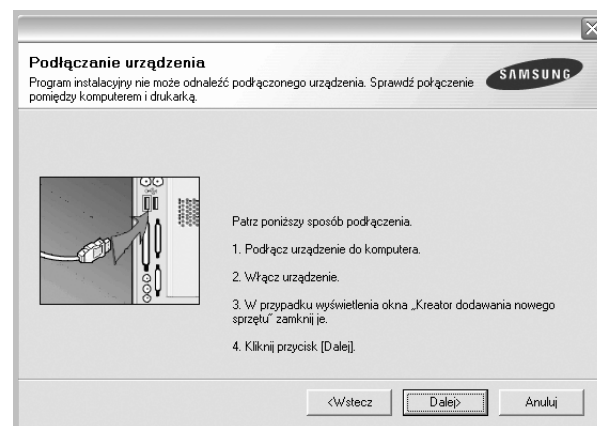 Podłączanie urządzenia
Program instalacyjny nie może odnaleźć podłączonego urządzenia. Sprawdź połączenie
pomiędzy komputerem i drukarką.
SAMSUNG
Patrz poniższy sposób podłączenia.
1. Podłącz urządzenie do komputera.
2. Włącz urządzenie.
3. W przypadku wyświetlenia okna „Kreator dodawania nowego
sprzętu” zamknij je.
4. Kliknij przycisk [Dalej].
<Wstecz
Dalej>
Anuluj